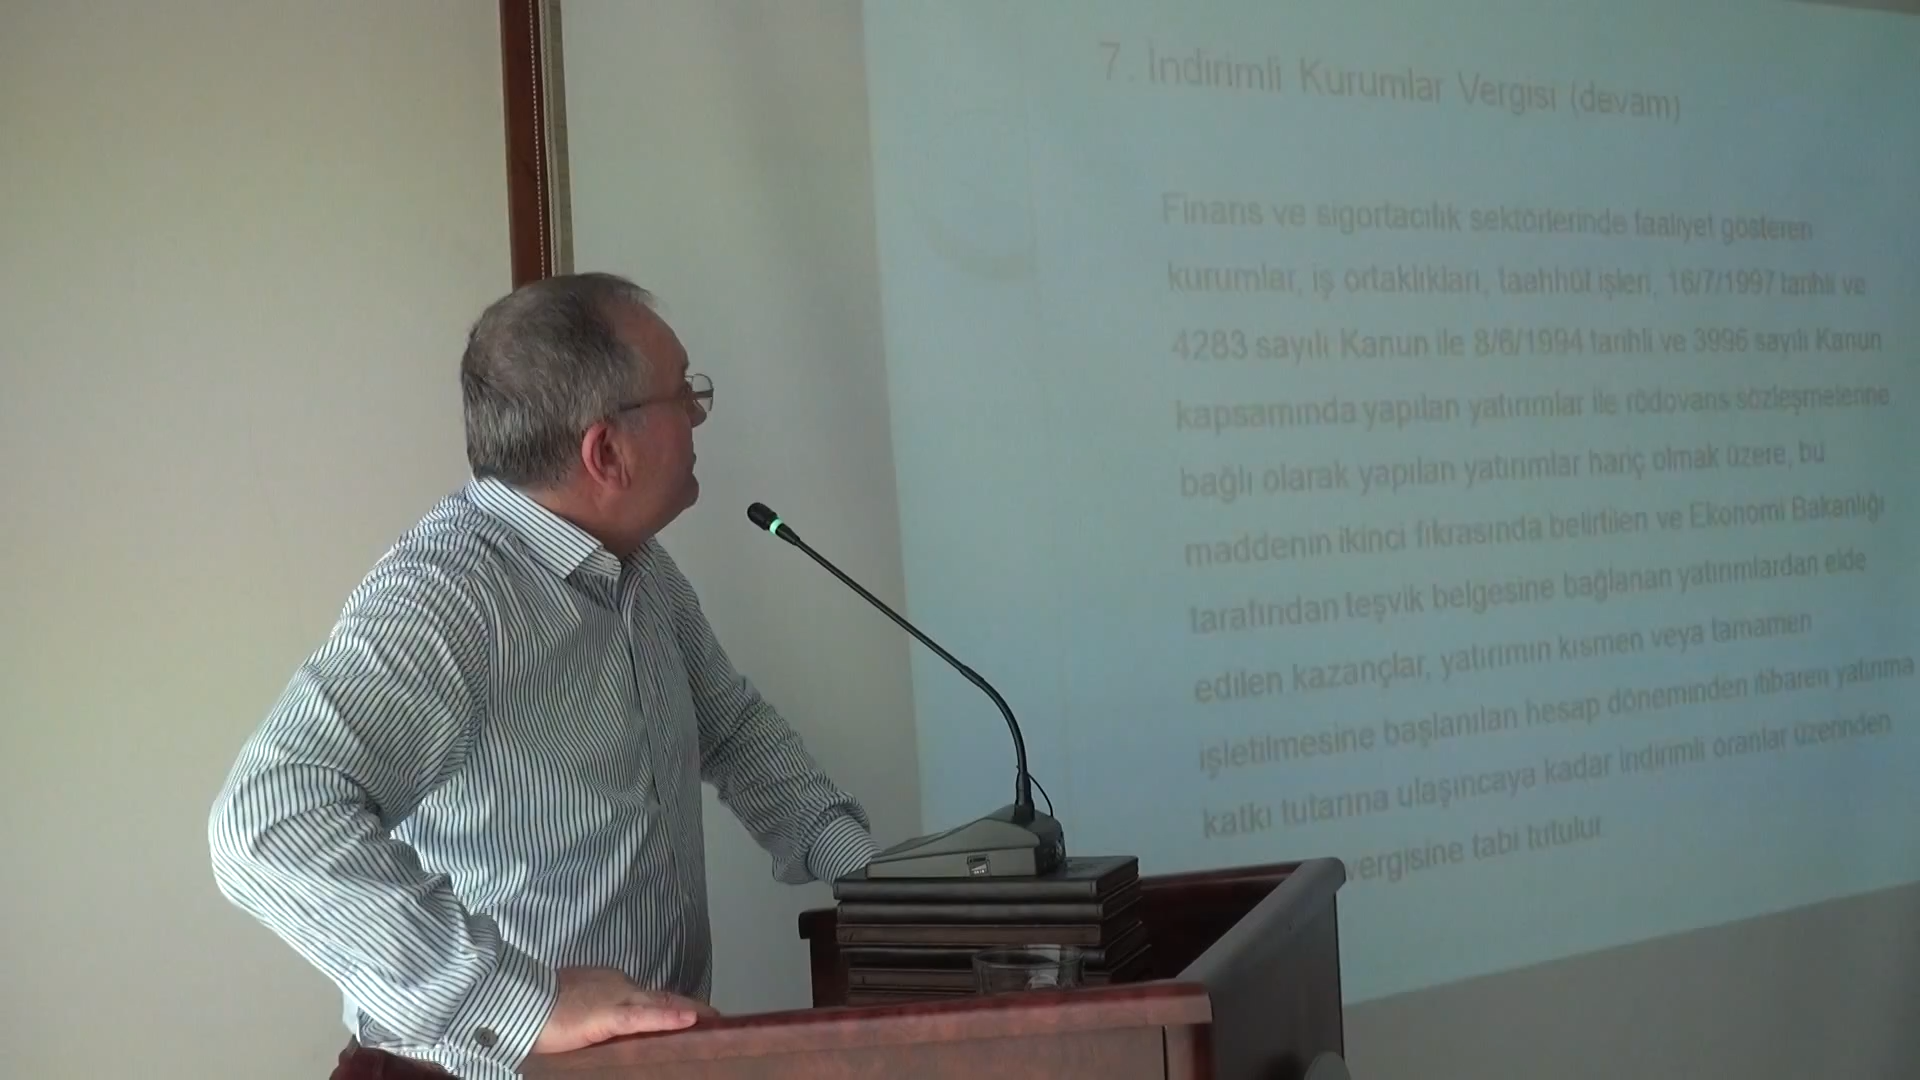 7. İndirimli Kurumlar Vergisi (devam)
Finans ve sigortacılık sektörlerinde faaliyet gösteren
kurumlar, iş ortaklıkları, taahhüt işleri, 16/7/1997 tarihli ve
4283 sayılı Kanun ile 8/6/1994 tarihli ve 3996 sayılı Kanun
kapsamında yapılan yatırımlar ile rödovans sözleşmelerine
bağlı olarak yapılan yatırımlar hariç olmak üzere, bu
maddenin ikinci fıkrasında belirtilen ve Ekonomi Bakanlığı
tarafından teşvik belgesine bağlanan yatırımlardan elde
edilen kazançlar, yatırımın kısmen veya tamamen
işletilmesine başlanılan hesap döneminden itibaren yatırıma
katkı tutarına ulaşıncaya kadar indirimli oranlar üzerinden
vergisine tabi tutulur